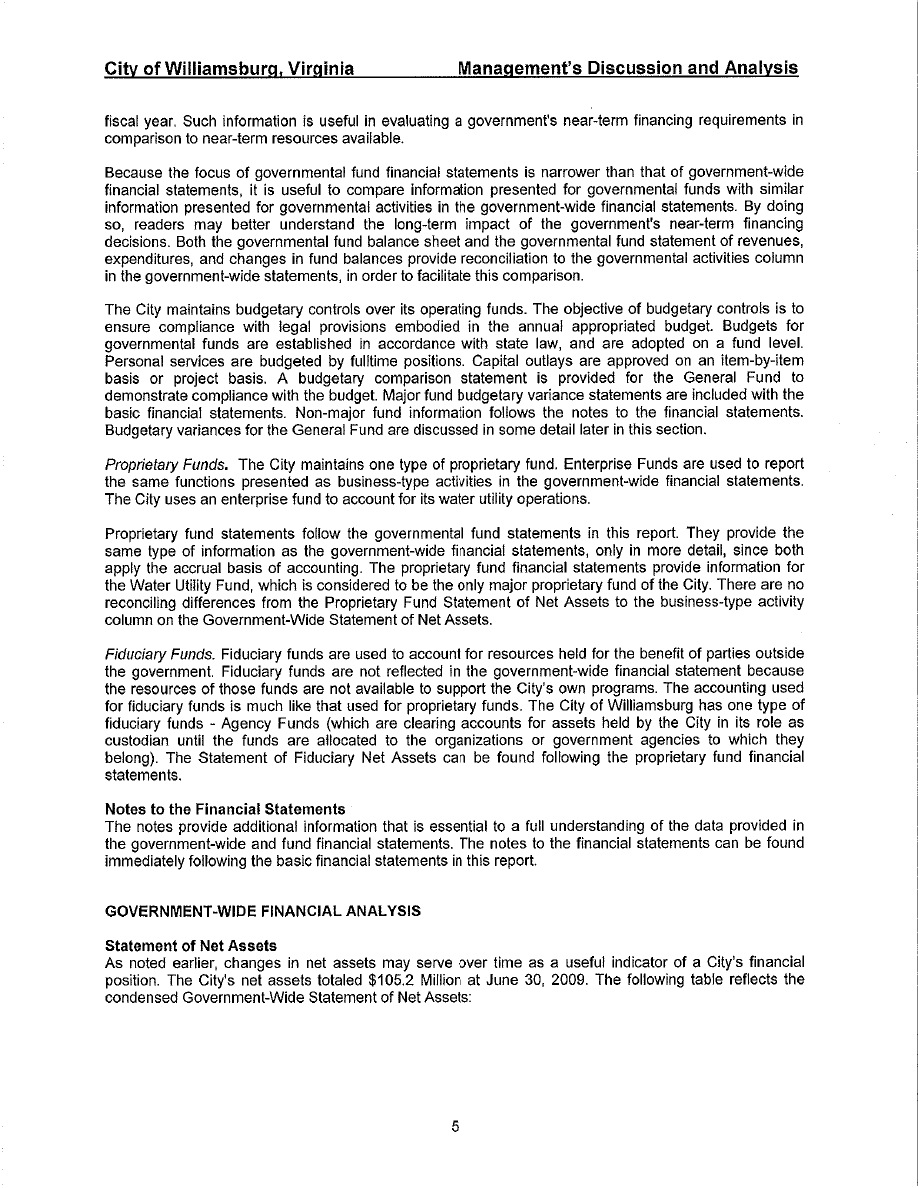 City of Williamsburg, Virginia Management's Discussion and Analysis
fiscal year. Such information is useful in evaluating a government's near-term financing requirements in
comparison to near-term resources available.
Because the focus of governmental fund financial statements is narrower than that of government-wide
financial statements, it is useful to compare information presented for governmental funds with similar
information presented for governmental activities in the government-wide financial statements. By doing
so, readers may better understand the long-term impact of the government's near-term financing
decisions. Both the governmental fund balance sheet and the governmental fund statement of revenues,
expenditures, and changes in fund balances provide reconciliation to the governmental activities column
in the government-wide statements, in order to facilitate this comparison.
The City maintains budgetary controls over its operating funds. The objective of budgetary controls is to
ensure compliance with legal provisions embodied in the annual appropriated budget. Budgets for
governmental funds are established in accordance with state law, and are adopted on a fund level.
Personal services are budgeted by fulltime positions. Capital outlays are approved on an item-by-item
basis or project basis. A budgetary comparison statement is provided for the General Fund to
demonstrate compliance with the budget. Major fund budgetary variance statements are included with the
basic financial statements. Non-major fund information follows the notes to the financial statements.
Budgetary variances for the General Fund are discussed in some detail later in this section.
Proprietary Funds. The City maintains one type of proprietary fund. Enterprise Funds are used to report
the same functions presented as business-type activities in the government-wide financial statements.
The City uses an enterprise fund to account for its water utility operations.
Proprietary fund statements follow the governmental fund statements in this report. They provide the
same type of information as the government-wide financial statements, only in more detail, since both
apply the accrual basis of accounting. The proprietary fund financial statements provide information for
the Water Utility Fund, which is considered to be the only major proprietary fund of the City. There are no
reconciling differences from the Proprietary Fund Statement of Net Assets to the business-type activity
column on the Government-Wide Statement of Net Assets.
Fiduciary Funds. Fiduciary funds are used to account for resources held for the benefit of parties outside
the government. Fiduciary funds are not reflected in the government-wide financial statement because
the resources of those funds are not available to support the City's own programs. The accounting used
for fiduciary funds is much like that used for proprietary funds. The City of Williamsburg has one type of
fiduciary funds - Agency Funds (which are clearing accounts for assets held by the City in its role as
custodian until the funds are allocated to the organizations or government agencies to which they
belong). The Statement of Fiduciary Net Assets can be found following the proprietary fund financial
statements.
Notes to the Financial Statements
The notes provide additional information that is essential to a full understanding of the data provided in
the government-wide and fund financial statements. The notes to the financial statements can be found
immediately following the basic financial statements in this report.
GOVERNMENT-WIDE FINANCIAL ANALYSIS
Statement of Net Assets
As noted earlier, changes in net assets may serve over time as a useful indicator of a City's financial
position. The City's net assets totaled $105.2 Million at June 30, 2009. The following table reflects the
condensed Government-Wide Statement of Net Assets:
5